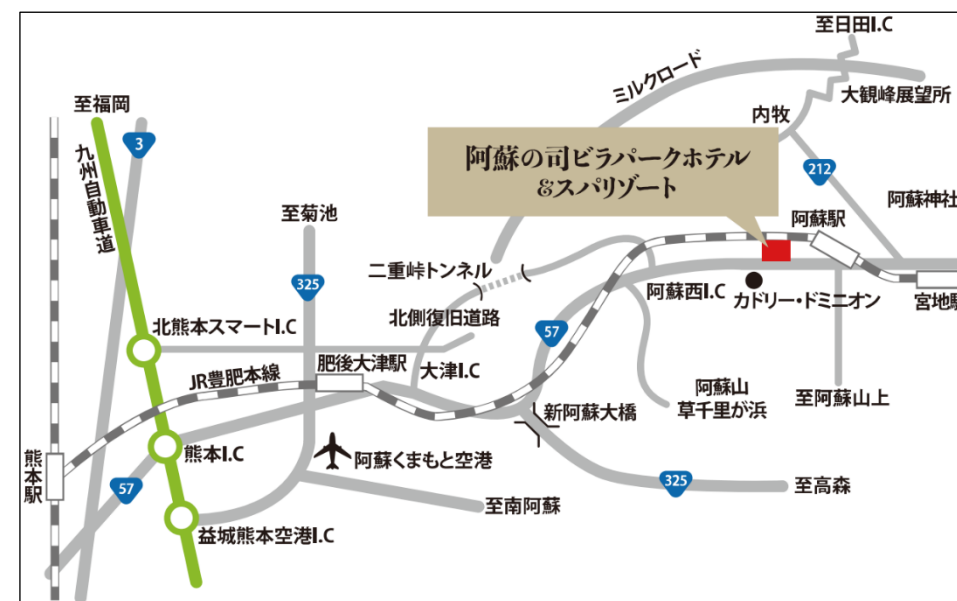 至日田I.C
ミルクロード
大観峰展望所
至福岡
3
内牧
九州自動車道
阿蘇の司ビラパークホテル
&スパリゾート
212
阿蘇神社
至菊池
阿蘇駅
二重峠トンネル
325
阿蘇西I.C
カドリー・ドミニオン
宮地駅
北側復旧道路
北熊本スマートI.C
57
肥後大津駅
大津I.C
JR豊肥本線
阿蘇山
草千里が浜
至阿蘇山上
新阿蘇大橋
熊本I.C
熊本駅
阿蘇くまもと空港
57
325
至高森
至南阿蘇
益城熊本空港I.C